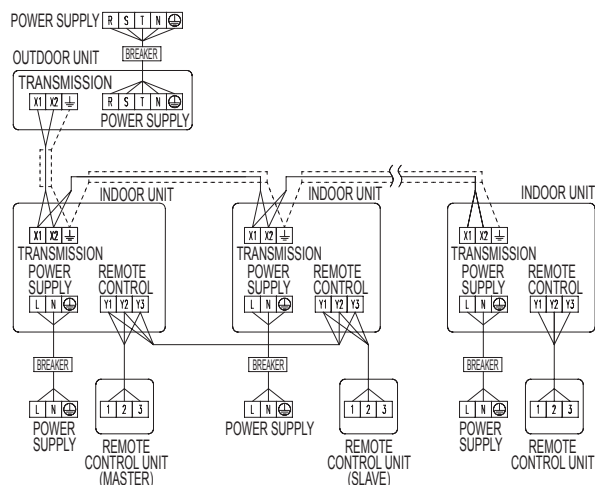 POWER SUPPLY R S T N
BREAKER
OUTDOOR UNIT
TRANSMISSION
X1 X2 R S T N
POWER SUPPLY
INDOOR UNIT INDOOR UNIT INDOOR UNIT
X1 X2 X1 X2 X1 X2
TRANSMISSION TRANSMISSION TRANSMISSION
POWER SUPPLY REMOTE CONTROL POWER SUPPLY REMOTE CONTROL POWER SUPPLY REMOTE CONTROL
L N Y1 Y2 Y3 L N Y1 Y2 Y3 L N Y1 Y2 Y3
BREAKER BREAKER BREAKER
L N 1 2 3 L N 1 2 3 L N 1 2 3
POWER SUPPLY POWER SUPPLY POWER SUPPLY
REMOTE CONTROL UNIT (MASTER) REMOTE CONTROL UNIT (SLAVE) REMOTE CONTROL UNIT